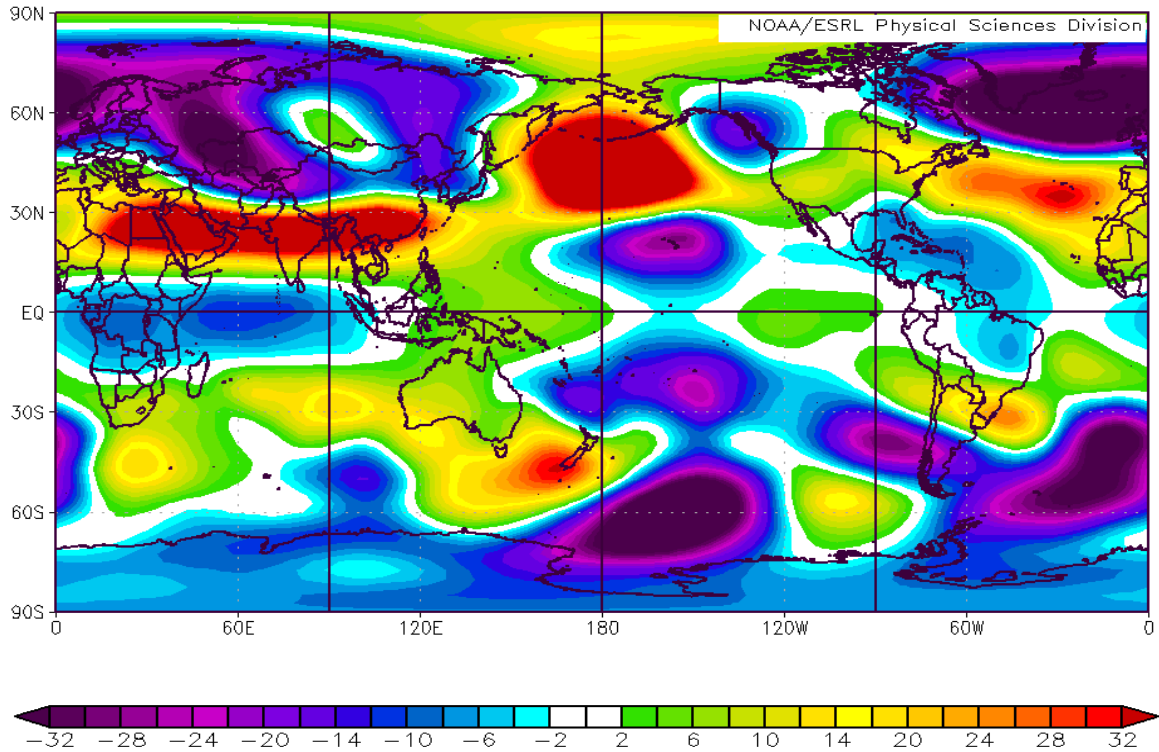 90N
NOAA/ESRL Physical Sciences Division
60N
30N
EQ
30S
60S
90S
0 60E 120E 180 120W 60W 0
−32 −28 −24 −20 −14 −10 −6 −2 2 6 10 14 20 24 28 32